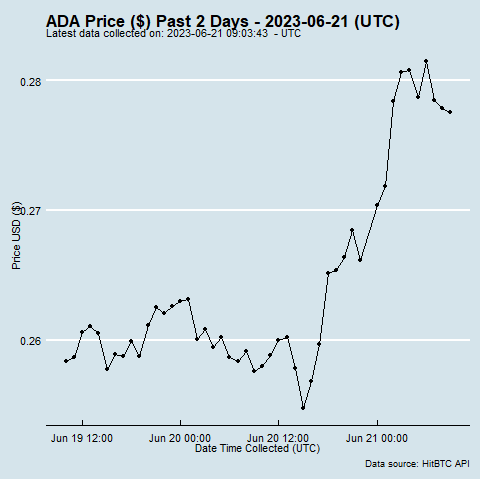 ADA Price ($) Past 2 Days - 2023-06-21 (UTC)
Latest data collected on: 2023-06-21 09:03:43  - UTC
0.28
0.27
0.26
Price USD ($)
Jun 19 12:00
Jun 20 00:00
Jun 20 12:00
Jun 21 00:00
Date Time Collected (UTC)
Data source: HitBTC API